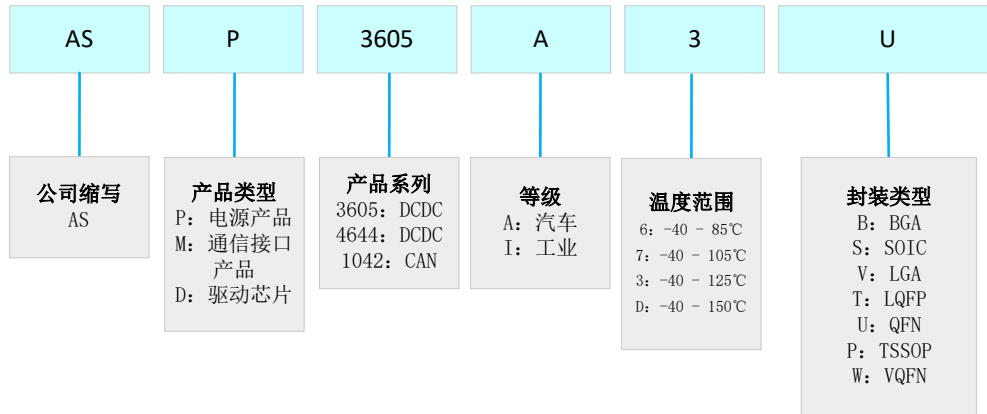 AS
P
3605
A
3
U
公司缩写
AS
产品类型
P：电源产品
M：通信接口
产品
D：驱动芯片
产品系列
3605：DCDC
4644：DCDC
1042：CAN
等级
A：汽车
I：工业
温度范围
6：-40 - 85℃
7：-40 - 105℃
3：-40 - 125℃
D：-40 - 150℃
封装类型
B：BGA
S：SOIC
V：LGA
T：LQFP
U：QFN
P：TSSOP
W：VQFN